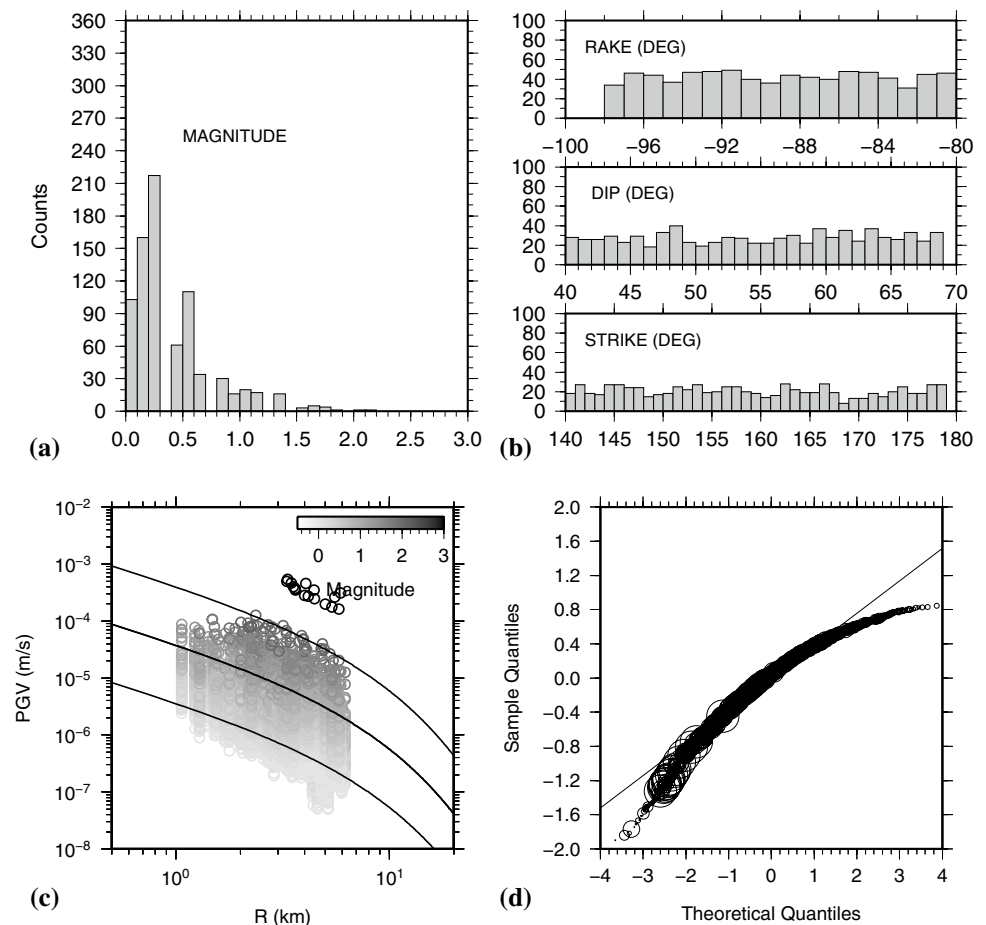 360
330
300
270
240
210
180
150
120
90
60
30
0
Counts
MAGNITUDE
0.0 0.5 1.0 1.5 2.0 2.5 3.0
(a)
100
80
60
40
20
0
RAKE (DEG)
−100 −96 −92 −88 −84 −80
100
80
60
40
20
0
DIP (DEG)
40 45 50 55 60 65 70
100
80
60
40
20
0
STRIKE (DEG)
140 145 150 155 160 165 170 175 180
(b)
10−2
10−3
10−4
10−5
10−6
10−7
10−8
PGV (m/s)
0 1 2 3
Magnitude
100 101
R (km)
(c)
2.0
1.6
1.2
0.8
0.4
0.0
−0.4
−0.8
−1.2
−1.6
−2.0
Sample Quantiles
−4 −3 −2 −1 0 1 2 3 4
Theoretical Quantiles
(d)